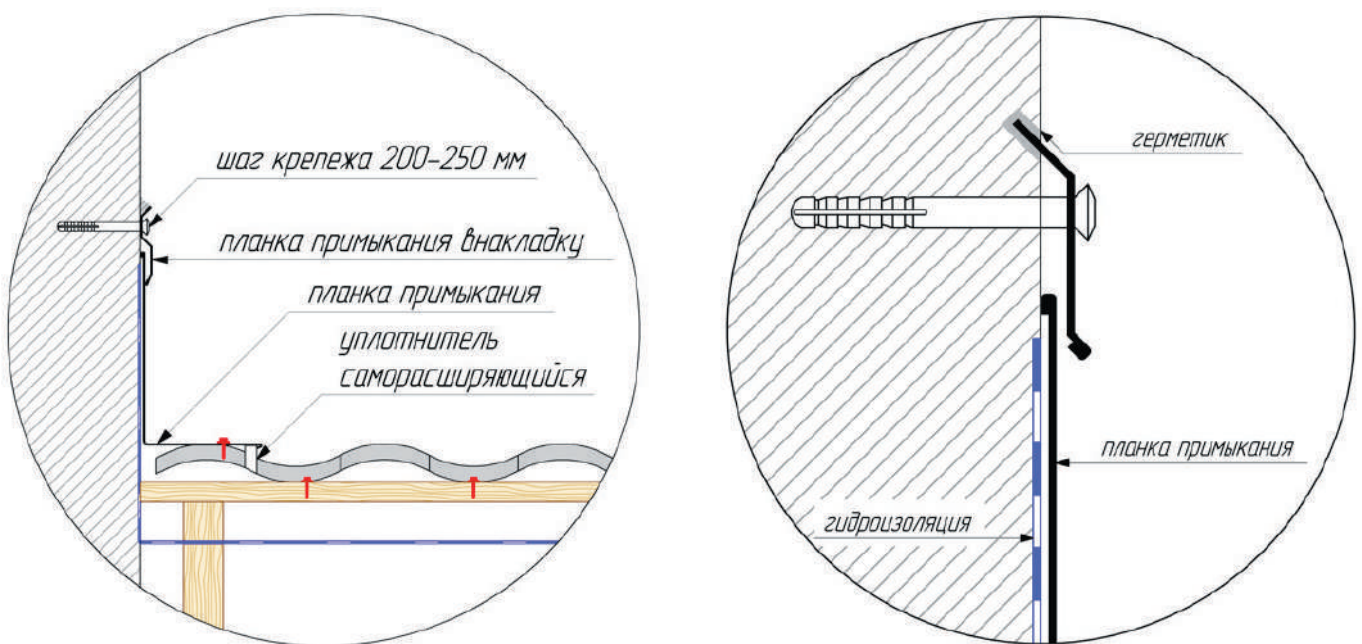 шаг крепежа 200-250 мм
планка примыкания внакладку
планка примыкания
уплотнитель
саморасширяющийся
герметик
планка примыкания
гидроизоляция